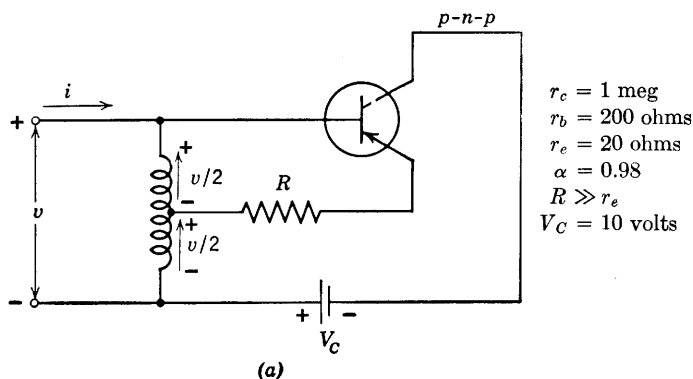 p-n-p
i
+
v
-
+
v/2
-
+
v/2
-
R
+
-
V_C
r_c = 1 meg
r_b = 200 ohms
r_e = 20 ohms
α = 0.98
R ≫ r_e
V_C = 10 volts
(a)